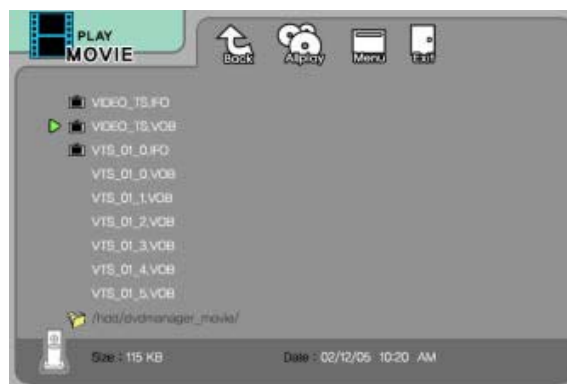 PLAY
MOVIE
Back
Allplay
Menu
Exit
VIDEO_TS.IFO
VIDEO_TS.VOB
VTS_01_0.IFO
VTS_01_0.VOB
VTS_01_1.VOB
VTS_01_2.VOB
VTS_01_3.VOB
VTS_01_4.VOB
VTS_01_5.VOB
/hdd/dvdmanager_movie/
Size : 115 KB
Date : 02/12/05 10:20 AM